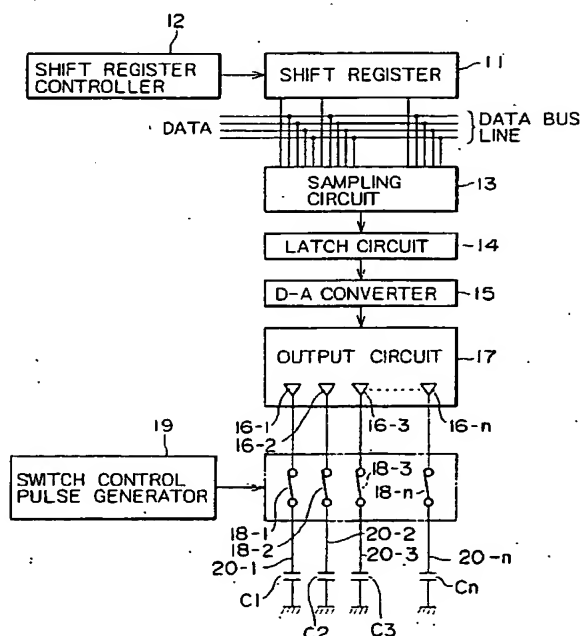 12
SHIFT REGISTER
CONTROLLER
SHIFT REGISTER
11
DATA
DATA BUS
LINE
SAMPLING
CIRCUIT
13
LATCH CIRCUIT
14
D-A CONVERTER
15
OUTPUT CIRCUIT
17
16-1
16-2
16-3
16-n
19
SWITCH CONTROL
PULSE GENERATOR
18-1
18-2
18-3
18-n
20-1
20-2
20-3
20-n
C1
C2
C3
Cn